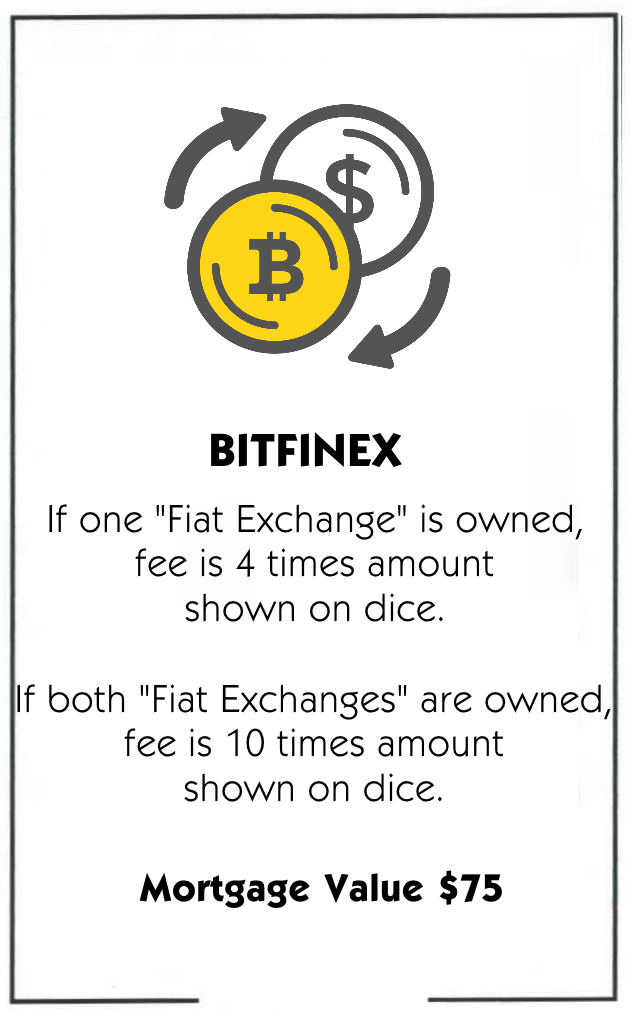 $
₿
BITFINEX
If one "Fiat Exchange" is owned,
fee is 4 times amount
shown on dice.
If both "Fiat Exchanges" are owned,
fee is 10 times amount
shown on dice.
Mortgage Value $75